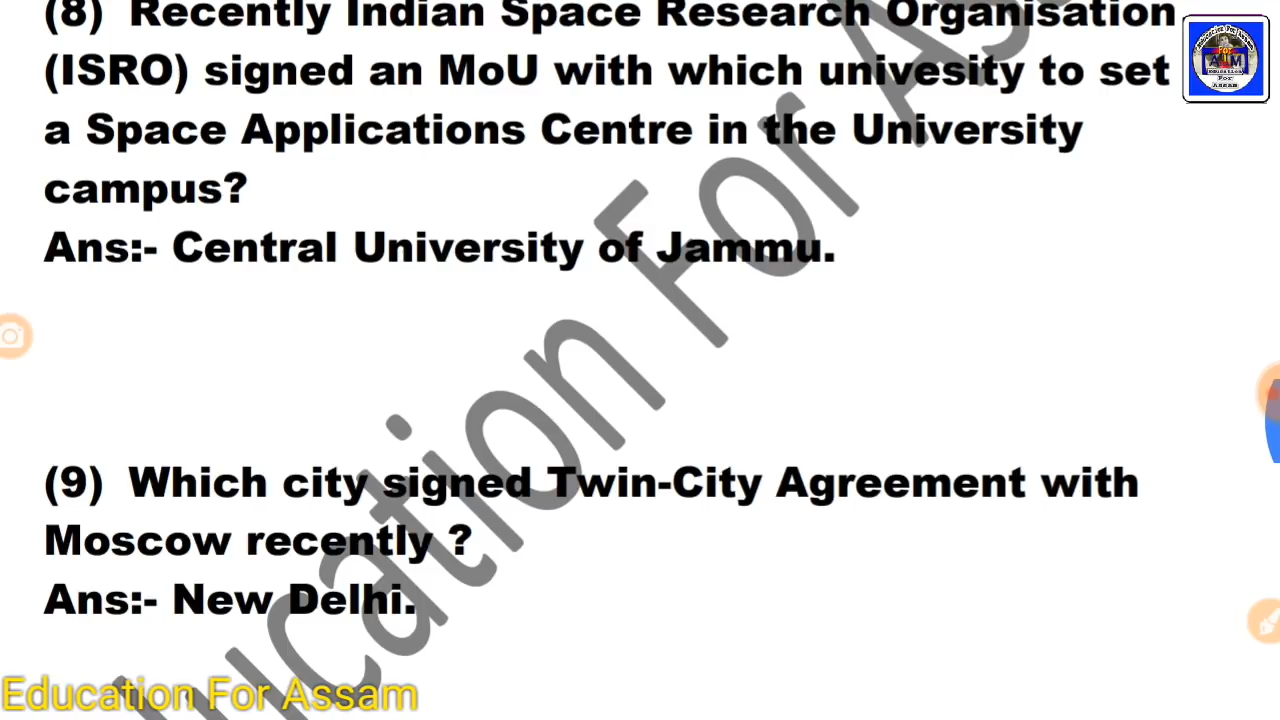 (8) Recently Indian Space Research Organisation
(ISRO) signed an MoU with which univesity to set
a Space Applications Centre in the University
campus?
Ans:- Central University of Jammu.
(9) Which city signed Twin-City Agreement with
Moscow recently ?
Ans:- New Delhi.
Education For Assam